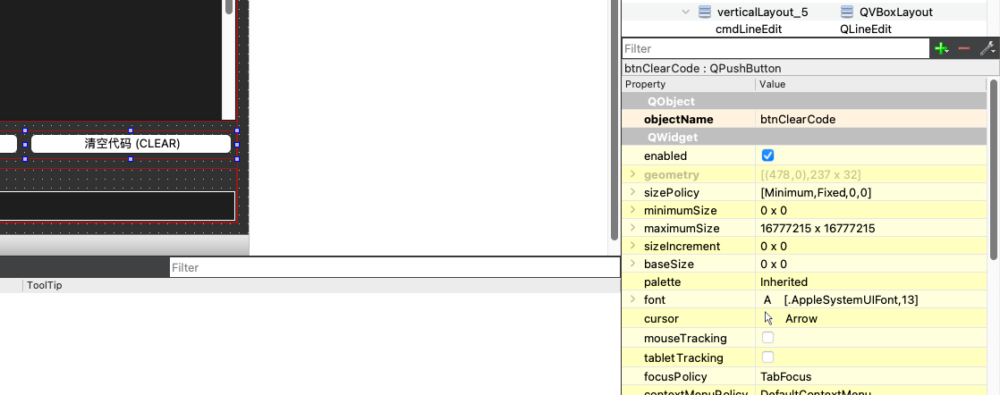 verticalLayout_5 QVBoxLayout
cmdLineEdit QLineEdit
Filter
btnClearCode : QPushButton
Property Value
QObject
objectName btnClearCode
QWidget
enabled
geometry [(478,0),237 x 32]
sizePolicy [Minimum,Fixed,0,0]
minimumSize 0 x 0
maximumSize 16777215 x 16777215
sizeIncrement 0 x 0
baseSize 0 x 0
palette Inherited
font A [.AppleSystemUIFont,13]
cursor Arrow
mouseTracking
tabletTracking
focusPolicy TabFocus
contextMenuPolicy DefaultContextMenu
清空代码 (CLEAR)
Filter
ToolTip